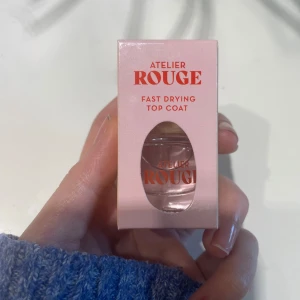 ATELIER
ROUGE
FAST DRYING
TOP COAT
ROUGE